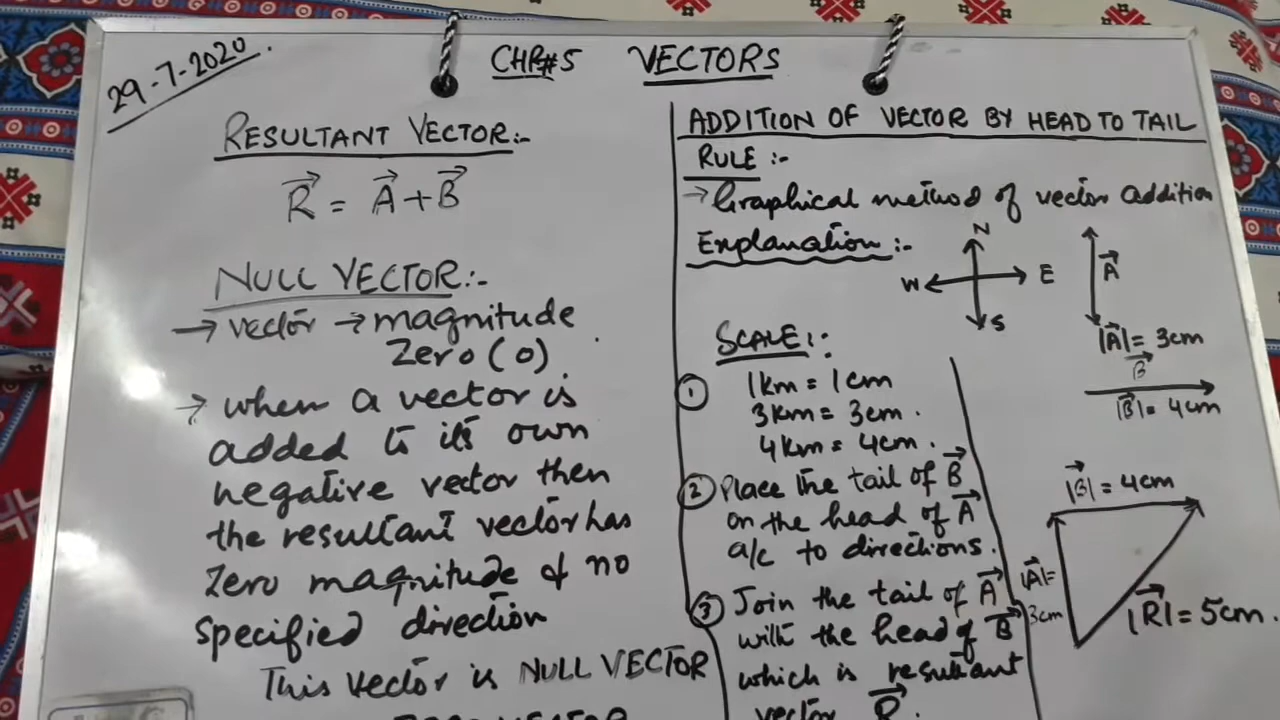 29-7-2020.
CHP#5 VECTORS
RESULTANT VECTOR:-
R⃗ = A⃗ + B⃗
NULL VECTOR:-
→ vector → magnitude
Zero (0)
→ when a vector is
added to its own
negative vector then
the resultant vector has
Zero magnitude & no
specified direction
This vector is NULL VECTOR
ADDITION OF VECTOR BY HEAD TO TAIL
RULE :-
→ Graphical method of vector addition
Explanation :-
N
W E
S
A⃗
|A⃗| = 3cm
B⃗
|B⃗| = 4cm
SCALE :-
① 1km = 1cm
3km = 3cm.
4km = 4cm.
② Place the tail of B⃗
on the head of A⃗
a/c to directions.
③ Join the tail of A⃗
with the head of B⃗
which is resultant
vector R⃗.
|B⃗| = 4cm
|A⃗| =
3cm
|R⃗| = 5cm.